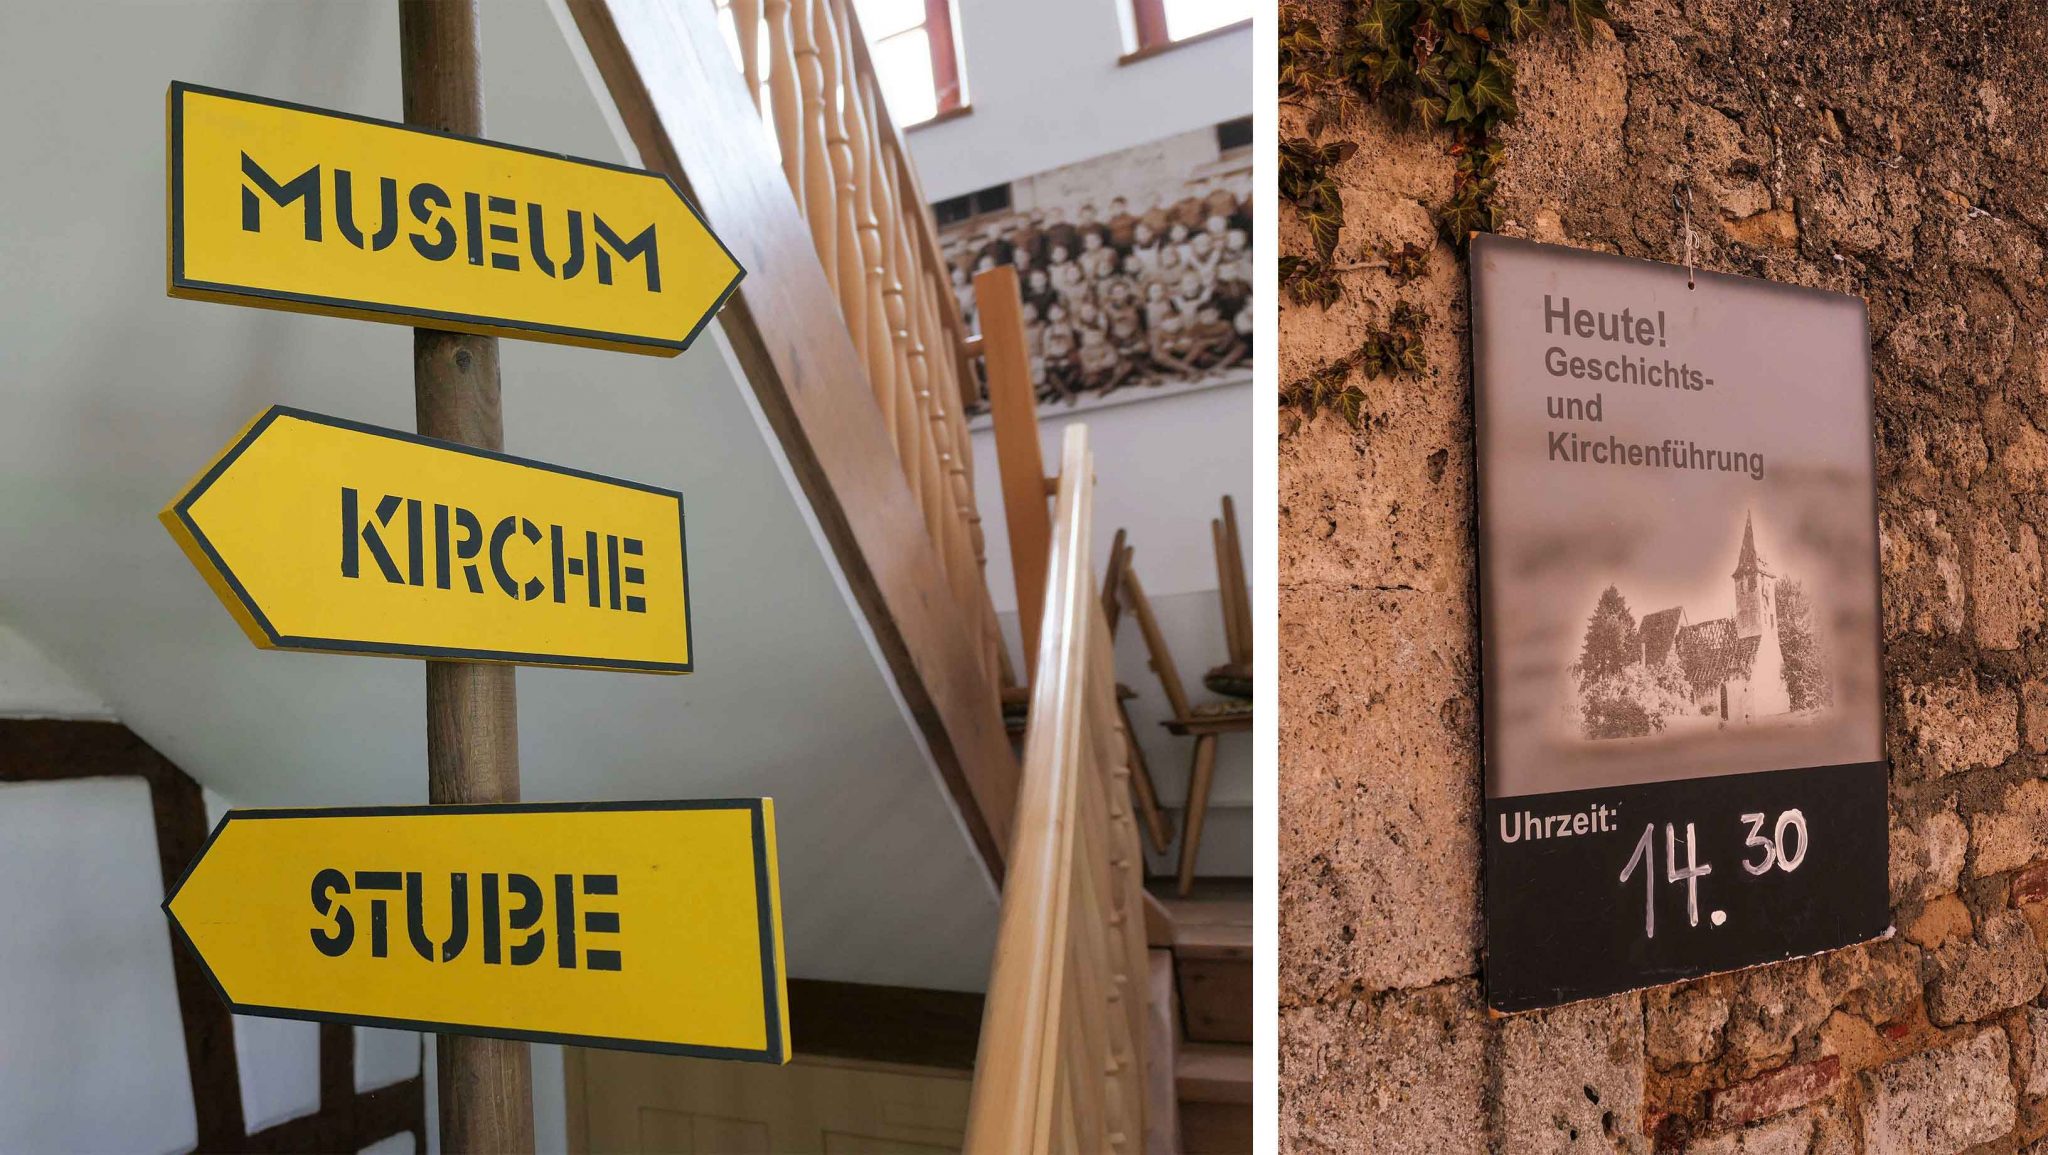 MUSEUM
KIRCHE
STUBE
Heute!
Geschichts-
und
Kirchenführung
Uhrzeit: 14.30